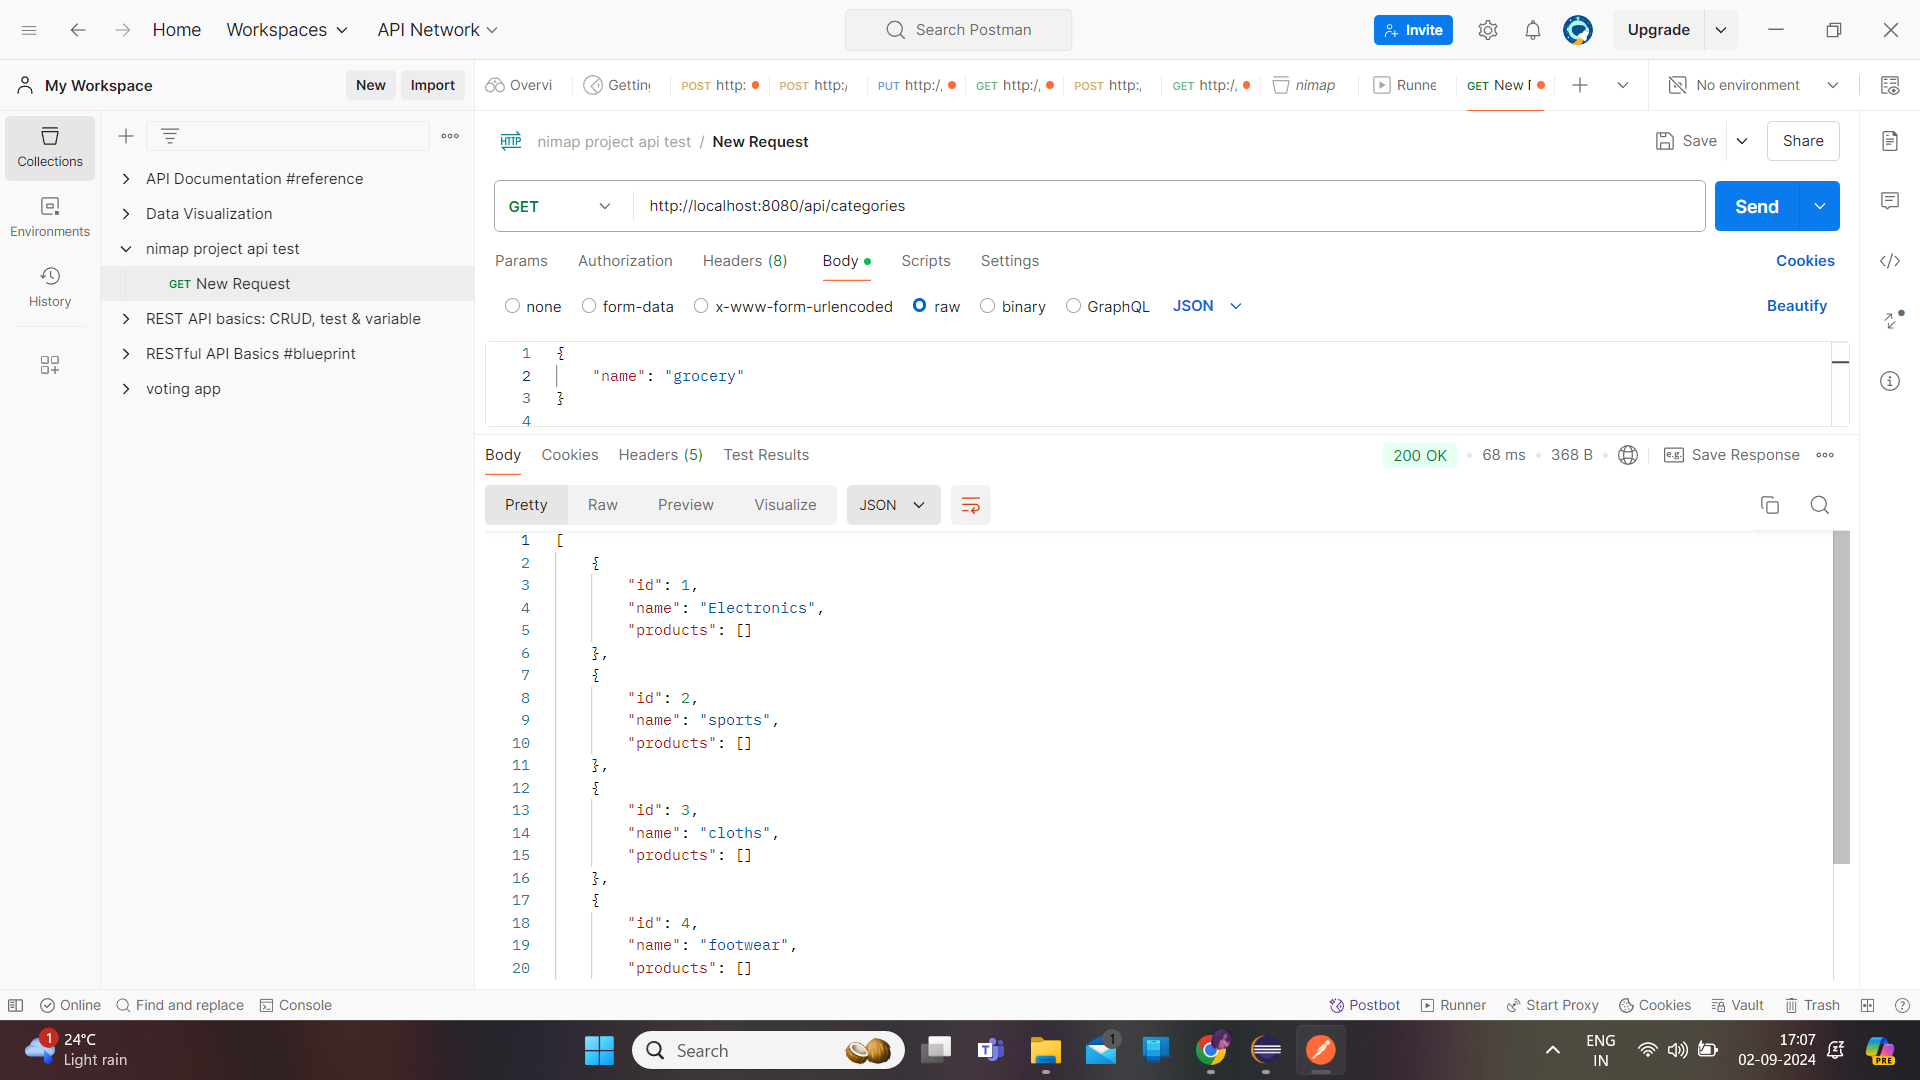 Home Workspaces API Network Search Postman Invite Upgrade
My Workspace New Import Overvi Getting POST http: POST http:/ PUT http:/, GET http:/, POST http:, GET http:/, nimap Runne GET New No environment
Collections
Environments
History
API Documentation #reference
Data Visualization
nimap project api test
GET New Request
REST API basics: CRUD, test & variable
RESTful API Basics #blueprint
voting app
HTTP nimap project api test / New Request Save Share
GET http://localhost:8080/api/categories Send
Params Authorization Headers (8) Body Scripts Settings Cookies
none form-data x-www-form-urlencoded raw binary GraphQL JSON Beautify
1 {
2 "name": "grocery"
3 }
4
Body Cookies Headers (5) Test Results 200 OK 68 ms 368 B e.g. Save Response
Pretty Raw Preview Visualize JSON
1 [
2 {
3 "id": 1,
4 "name": "Electronics",
5 "products": []
6 },
7 {
8 "id": 2,
9 "name": "sports",
10 "products": []
11 },
12 {
13 "id": 3,
14 "name": "cloths",
15 "products": []
16 },
17 {
18 "id": 4,
19 "name": "footwear",
20 "products": []
Online Find and replace Console Postbot Runner Start Proxy Cookies Vault Trash
1 24°C
Light rain
Search
1
ENG
IN
17:07
02-09-2024
PRE